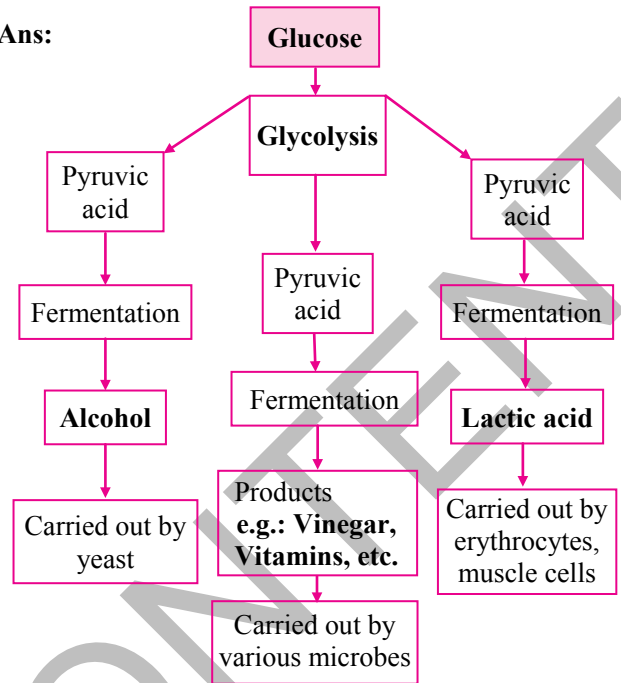 Ans:
Glucose
Glycolysis
Pyruvic
acid
Fermentation
Alcohol
Carried out by
yeast
Pyruvic
acid
Fermentation
Products
e.g.: Vinegar,
Vitamins, etc.
Carried out by
various microbes
Pyruvic
acid
Fermentation
Lactic acid
Carried out by
erythrocytes,
muscle cells